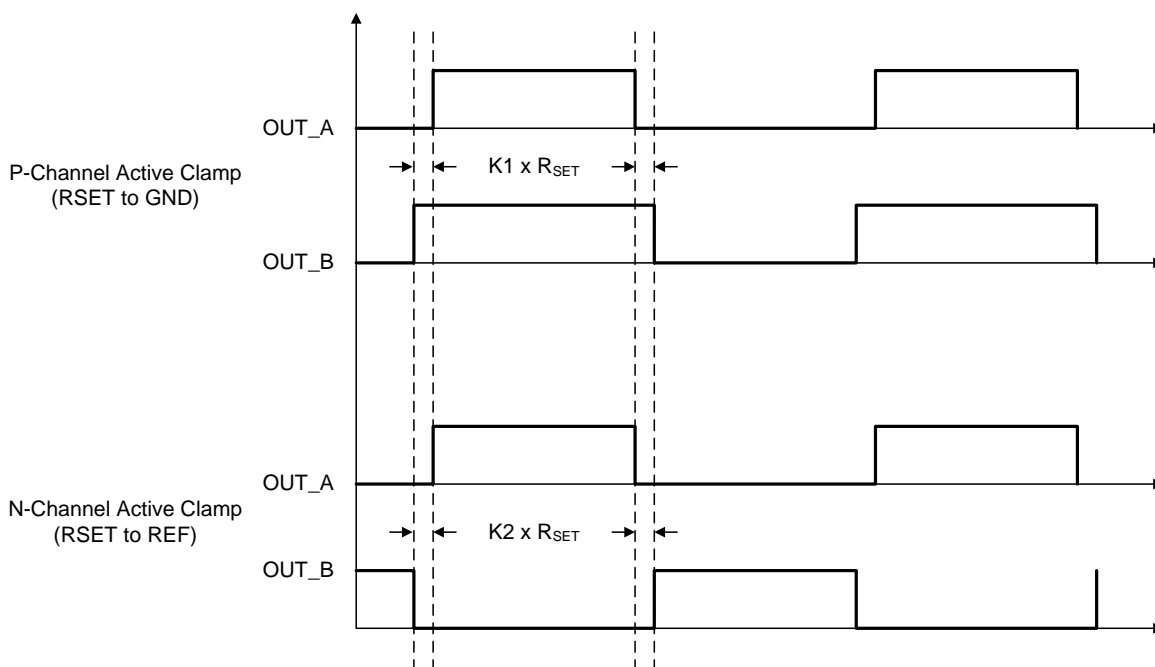 OUT_A
P-Channel Active Clamp
(RSET to GND)
K1 x RSET
OUT_B
OUT_A
N-Channel Active Clamp
(RSET to REF)
K2 x RSET
OUT_B